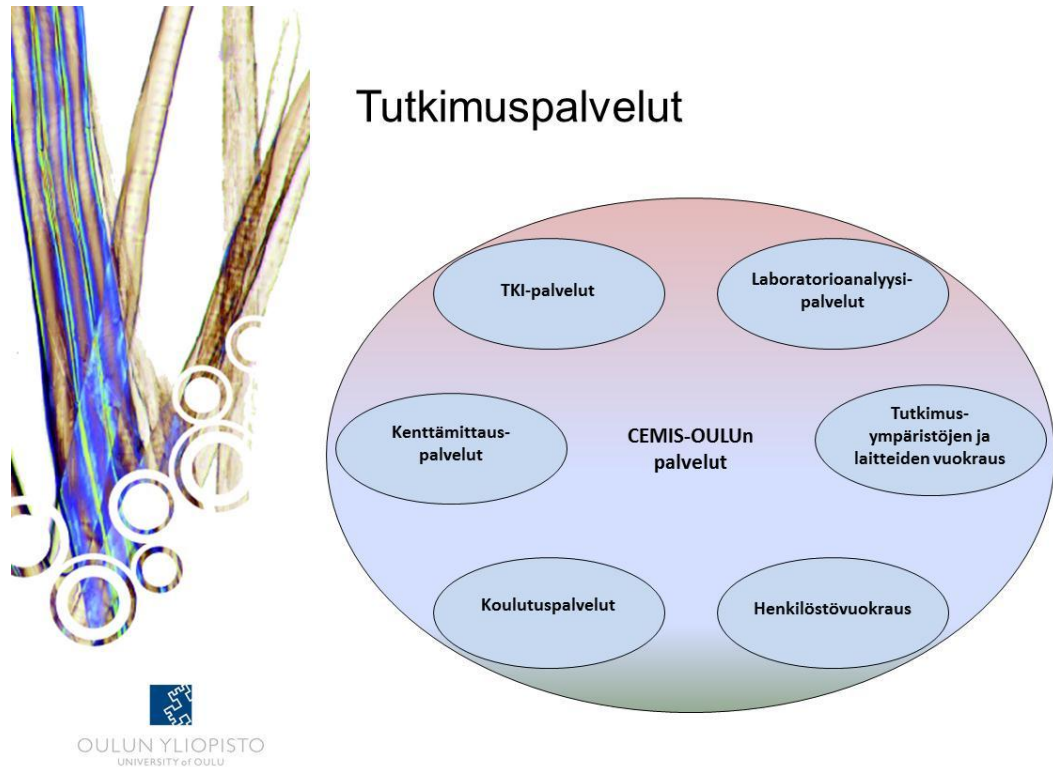 Tutkimuspalvelut
TKI-palvelut
Laboratorioanalyysi-
palvelut
Kenttämittaus-
palvelut
CEMIS-OULUn
palvelut
Tutkimus-
ympäristöjen ja
laitteiden vuokraus
Koulutuspalvelut
Henkilöstövuokraus
OULUN YLIOPISTO
UNIVERSITY of OULU